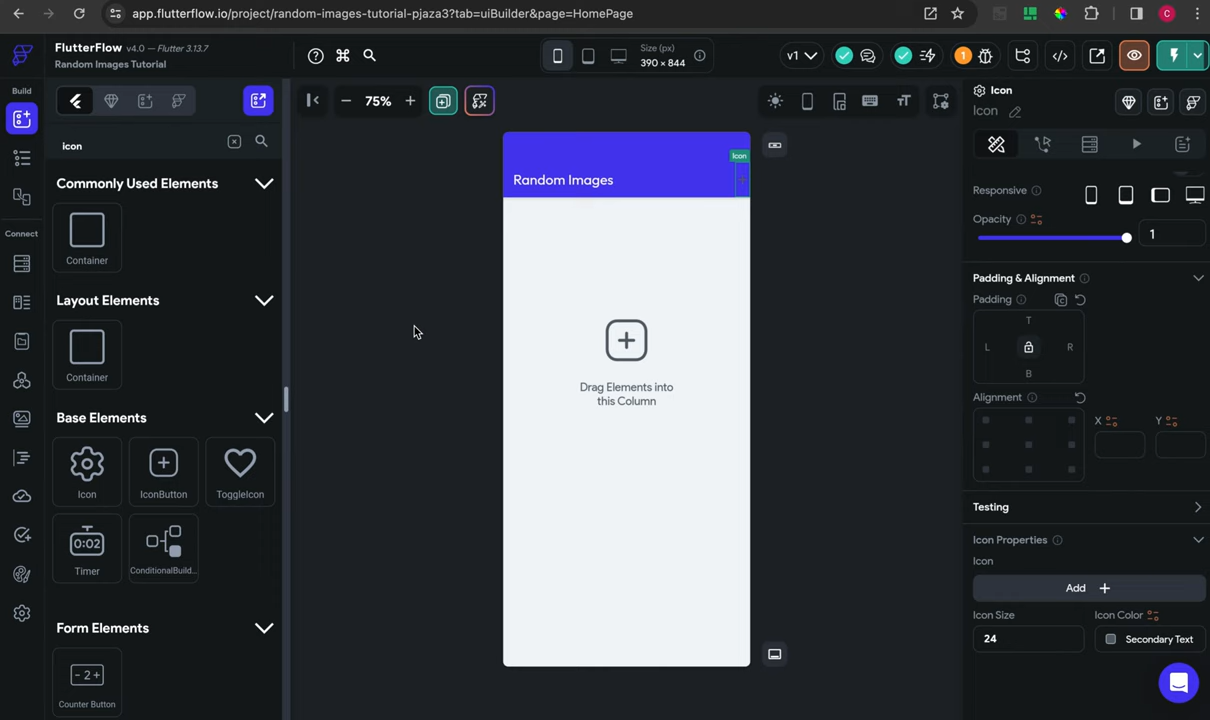 app.flutterflow.io/project/random-images-tutorial-pjaza3?tab=uiBuilder&page=HomePage
C
FlutterFlow v4.0 • Flutter 3.13.7
Random Images Tutorial
Size (px)
390 × 844
v1
1
Build
75%
Icon
Icon
icon
Commonly Used Elements
Container
Layout Elements
Container
Base Elements
Icon
IconButton
ToggleIcon
0:02
Timer
ConditionalBuild...
Form Elements
- 2 +
Counter Button
Connect
Icon
Random Images
Drag Elements into
this Column
Responsive
Opacity
1
Padding & Alignment
Padding
T
L
R
B
Alignment
X
Y
Testing
Icon Properties
Icon
Add +
Icon Size
Icon Color
24
Secondary Text